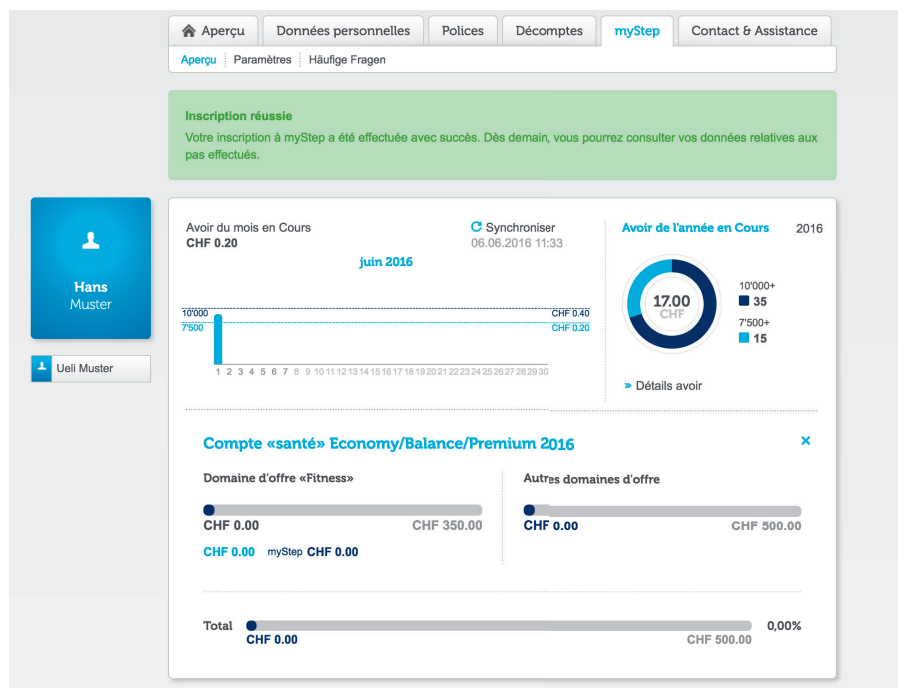 Aperçu Données personnelles Polices Décomptes myStep Contact & Assistance
Aperçu Paramètres Häufige Fragen
Inscription réussie
Votre inscription à myStep a été effectuée avec succès. Dès demain, vous pourrez consulter vos données relatives aux
pas effectués.
Hans
Muster
Ueli Muster
Avoir du mois en Cours
CHF 0.20
Synchroniser
06.06.2016 11:33
juin 2016
10'000 CHF 0.40
7'500 CHF 0.20
1 2 3 4 5 6 7 8 9 10 11 12 13 14 15 16 17 18 19 20 21 22 23 24 25 26 27 28 29 30
Avoir de l'année en Cours 2016
17.00
CHF
10'000+
35
7'500+
15
» Détails avoir
Compte «santé» Economy/Balance/Premium 2016
Domaine d'offre «Fitness»
CHF 0.00 CHF 350.00
CHF 0.00 myStep CHF 0.00
Autres domaines d'offre
CHF 0.00 CHF 500.00
Total 0,00%
CHF 0.00 CHF 500.00